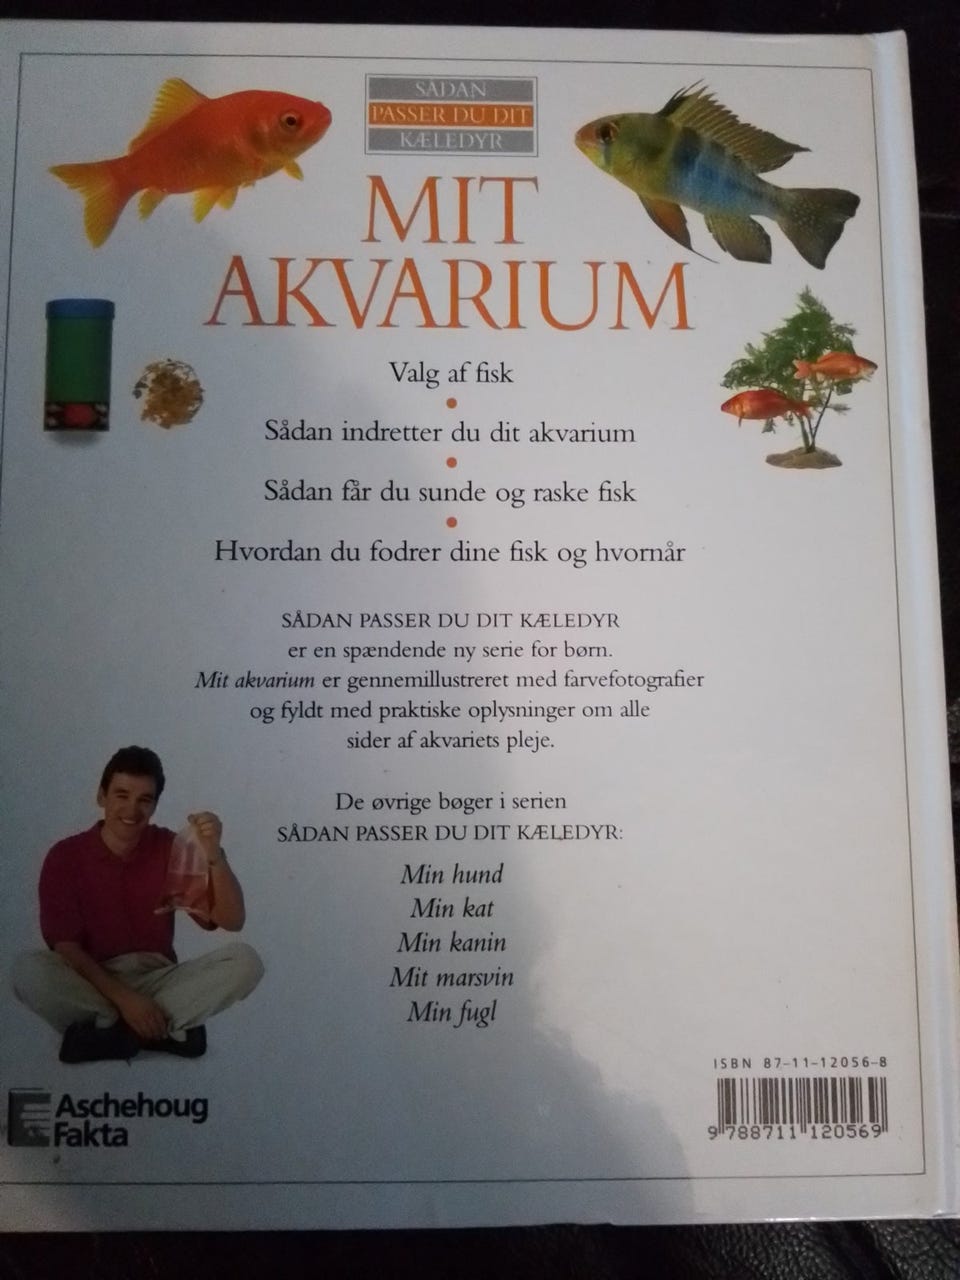 SÅDAN
PASSER DU DIT
KÆLEDYR
MIT
AKVARIUM
Valg af fisk
Sådan indretter du dit akvarium
Sådan får du sunde og raske fisk
Hvordan du fodrer dine fisk og hvornår
SÅDAN PASSER DU DIT KÆLEDYR
er en spændende ny serie for børn.
Mit akvarium er gennemillustreret med farvefotografier
og fyldt med praktiske oplysninger om alle
sider af akvariets pleje.
De øvrige bøger i serien
SÅDAN PASSER DU DIT KÆLEDYR:
Min hund
Min kat
Min kanin
Mit marsvin
Min fugl
ISBN 87-11-12056-8
9 788711 120569
Aschehoug
Fakta